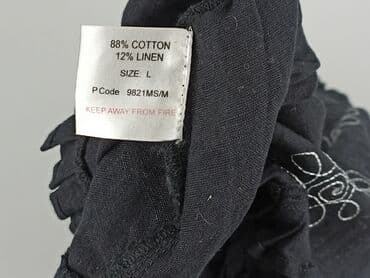 88% COTTON
12% LINEN
SIZE: L
P Code 9821MS/M
KEEP AWAY FROM FIRE